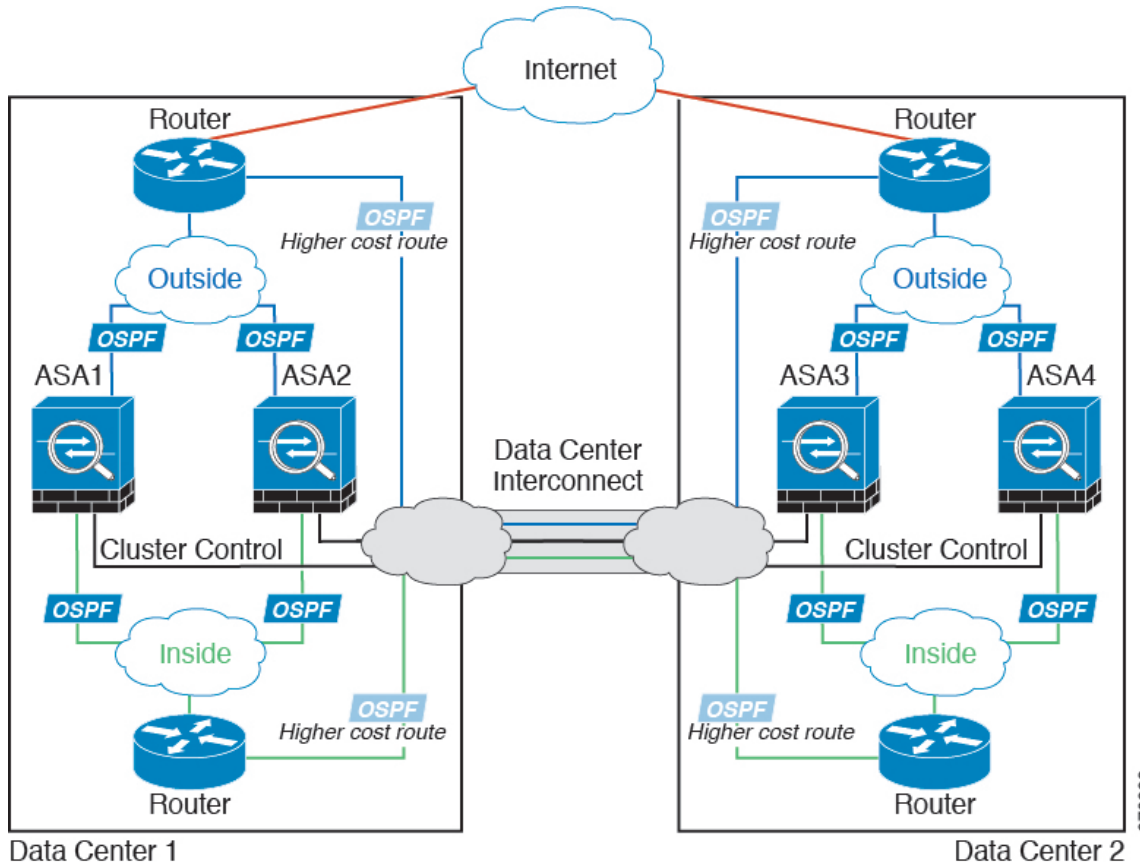 Internet
Router
Router
OSPF
Higher cost route
OSPF
Higher cost route
Outside
Outside
OSPF
OSPF
OSPF
OSPF
ASA1
ASA2
ASA3
ASA4
Data Center
Interconnect
Cluster Control
Cluster Control
OSPF
OSPF
OSPF
OSPF
Inside
Inside
OSPF
Higher cost route
OSPF
Higher cost route
Router
Router
Data Center 1
Data Center 2